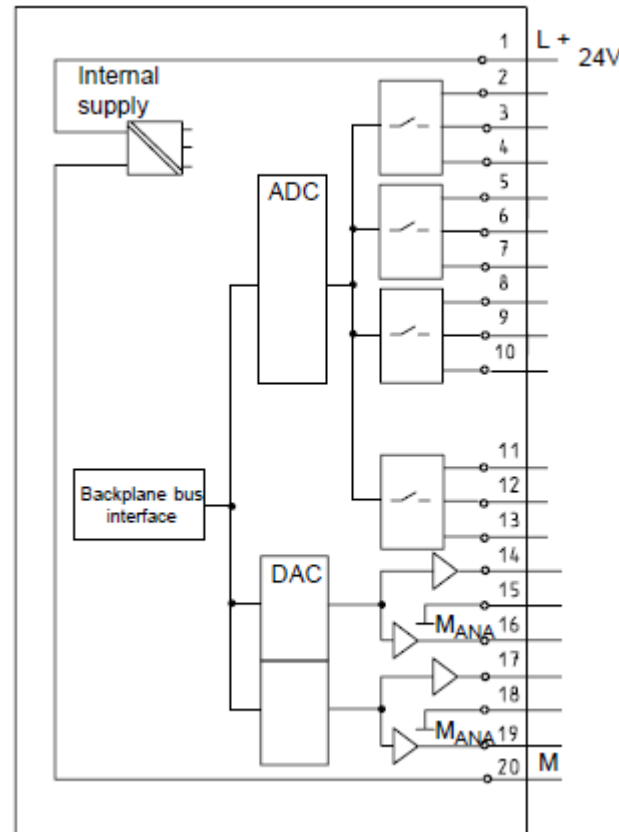 1 L + 24V
Internal
supply
2
3
4
ADC
5
6
7
8
9
10
11
Backplane bus
interface
12
13
DAC
14
15
MANA 16
17
18
MANA 19
20 M